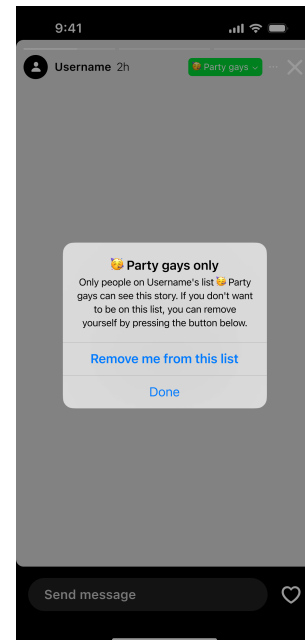 9:41
Username 2h
Party gays
Party gays only
Only people on Username's list 🥳 Party
gays can see this story. If you don't want
to be on this list, you can remove
yourself by pressing the button below.
Remove me from this list
Done
Send message